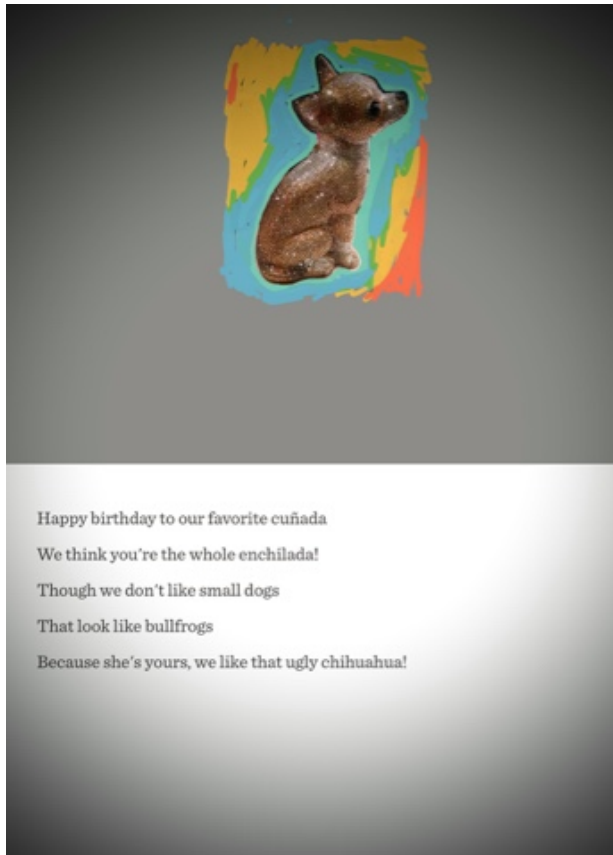 Happy birthday to our favorite cuñada
We think you're the whole enchilada!
Though we don't like small dogs
That look like bullfrogs
Because she's yours, we like that ugly chihuahua!